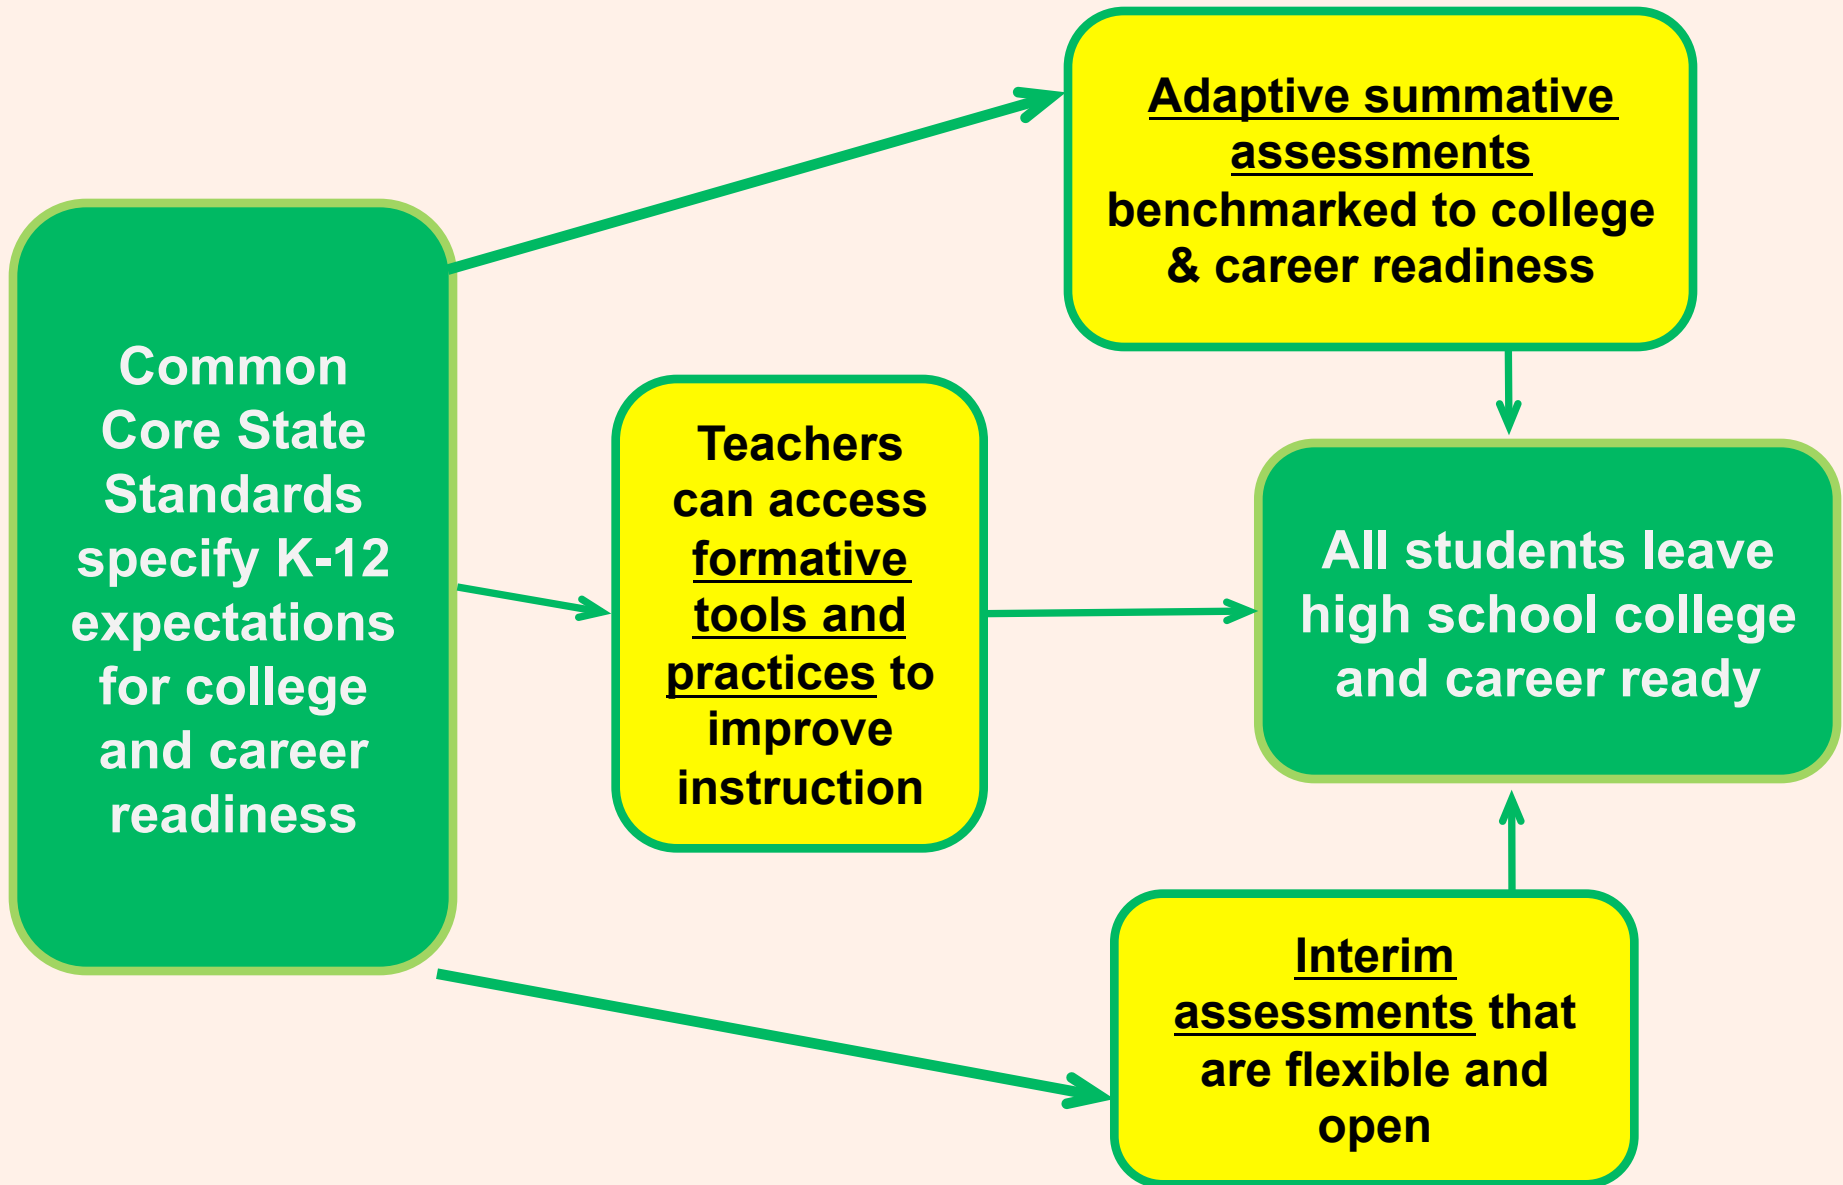 Common
Core State
Standards
specify K-12
expectations
for college
and career
readiness
Adaptive summative
assessments
benchmarked to college
& career readiness
Teachers
can access
formative
tools and
practices to
improve
instruction
All students leave
high school college
and career ready
Interim
assessments that
are flexible and
open